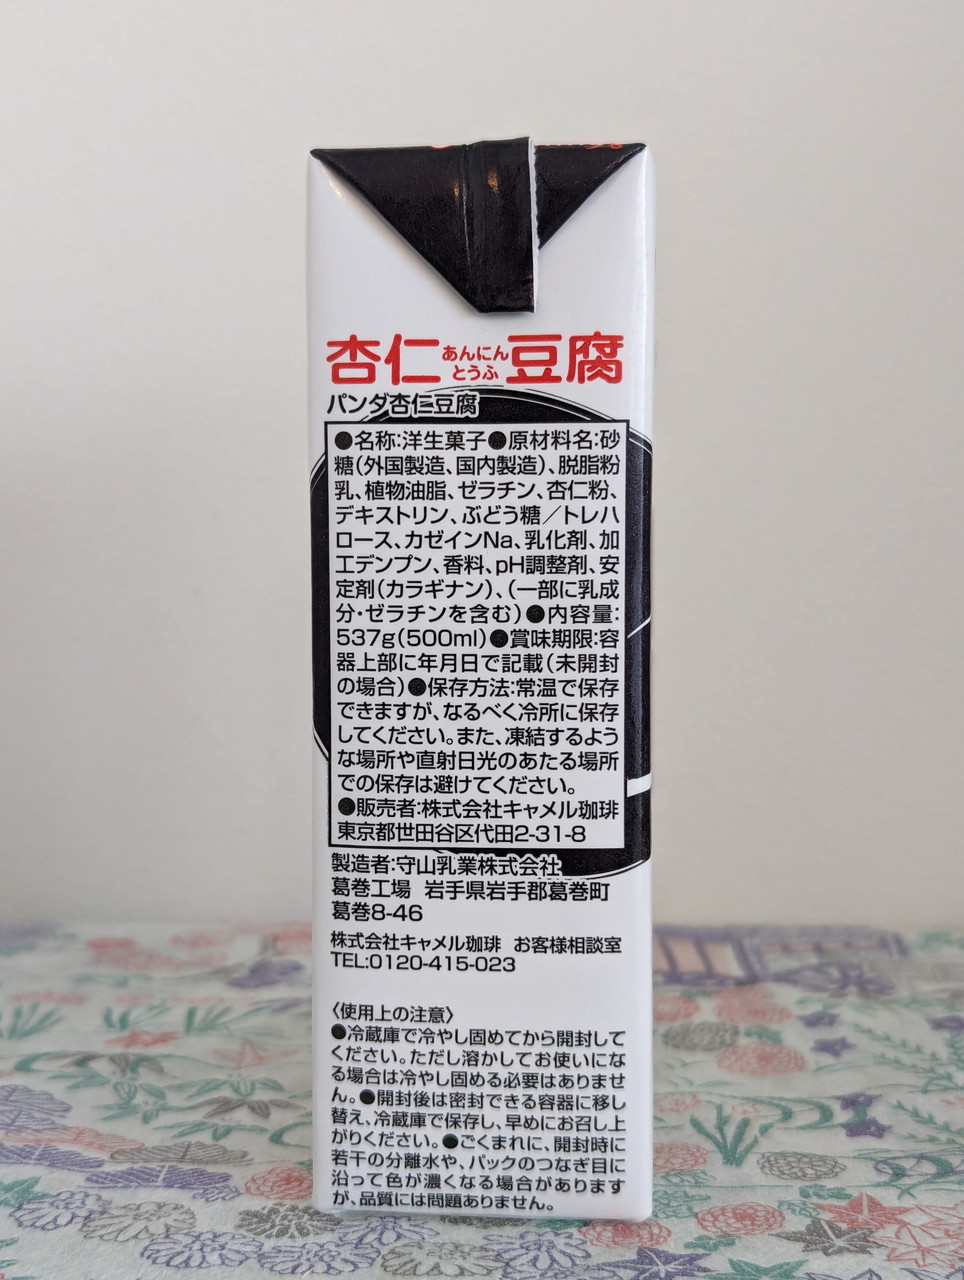 杏仁豆腐
あんにん
とうふ
パンダ杏仁豆腐
●名称:洋生菓子●原材料名:砂
糖(外国製造、国内製造)、脱脂粉
乳、植物油脂、ゼラチン、杏仁粉、
デキストリン、ぶどう糖/トレハ
ロース、カゼインNa、乳化剤、加
工デンプン、香料、pH調整剤、安
定剤(カラギナン)、(一部に乳成
分・ゼラチンを含む)●内容量:
537g(500ml)●賞味期限:容
器上部に年月日で記載(未開封
の場合)●保存方法:常温で保存
できますが、なるべく冷所に保存
してください。また、凍結するよう
な場所や直射日光のあたる場所
での保存は避けてください。
●販売者:株式会社キャメル珈琲
東京都世田谷区代田2-31-8
製造者:守山乳業株式会社
葛巻工場 岩手県岩手郡葛巻町
葛巻8-46
株式会社キャメル珈琲 お客様相談室
TEL:0120-415-023
〈使用上の注意〉
●冷蔵庫で冷やし固めてから開封して
ください。ただし溶かしてお使いにな
る場合は冷やし固める必要はありませ
ん。●開封後は密封できる容器に移し
替え、冷蔵庫で保存し、早めにお召し上
がりください。●ごくまれに、開封時に
若干の分離水や、パックのつなぎ目に
沿って色が濃くなる場合があります
が、品質には問題ありません。